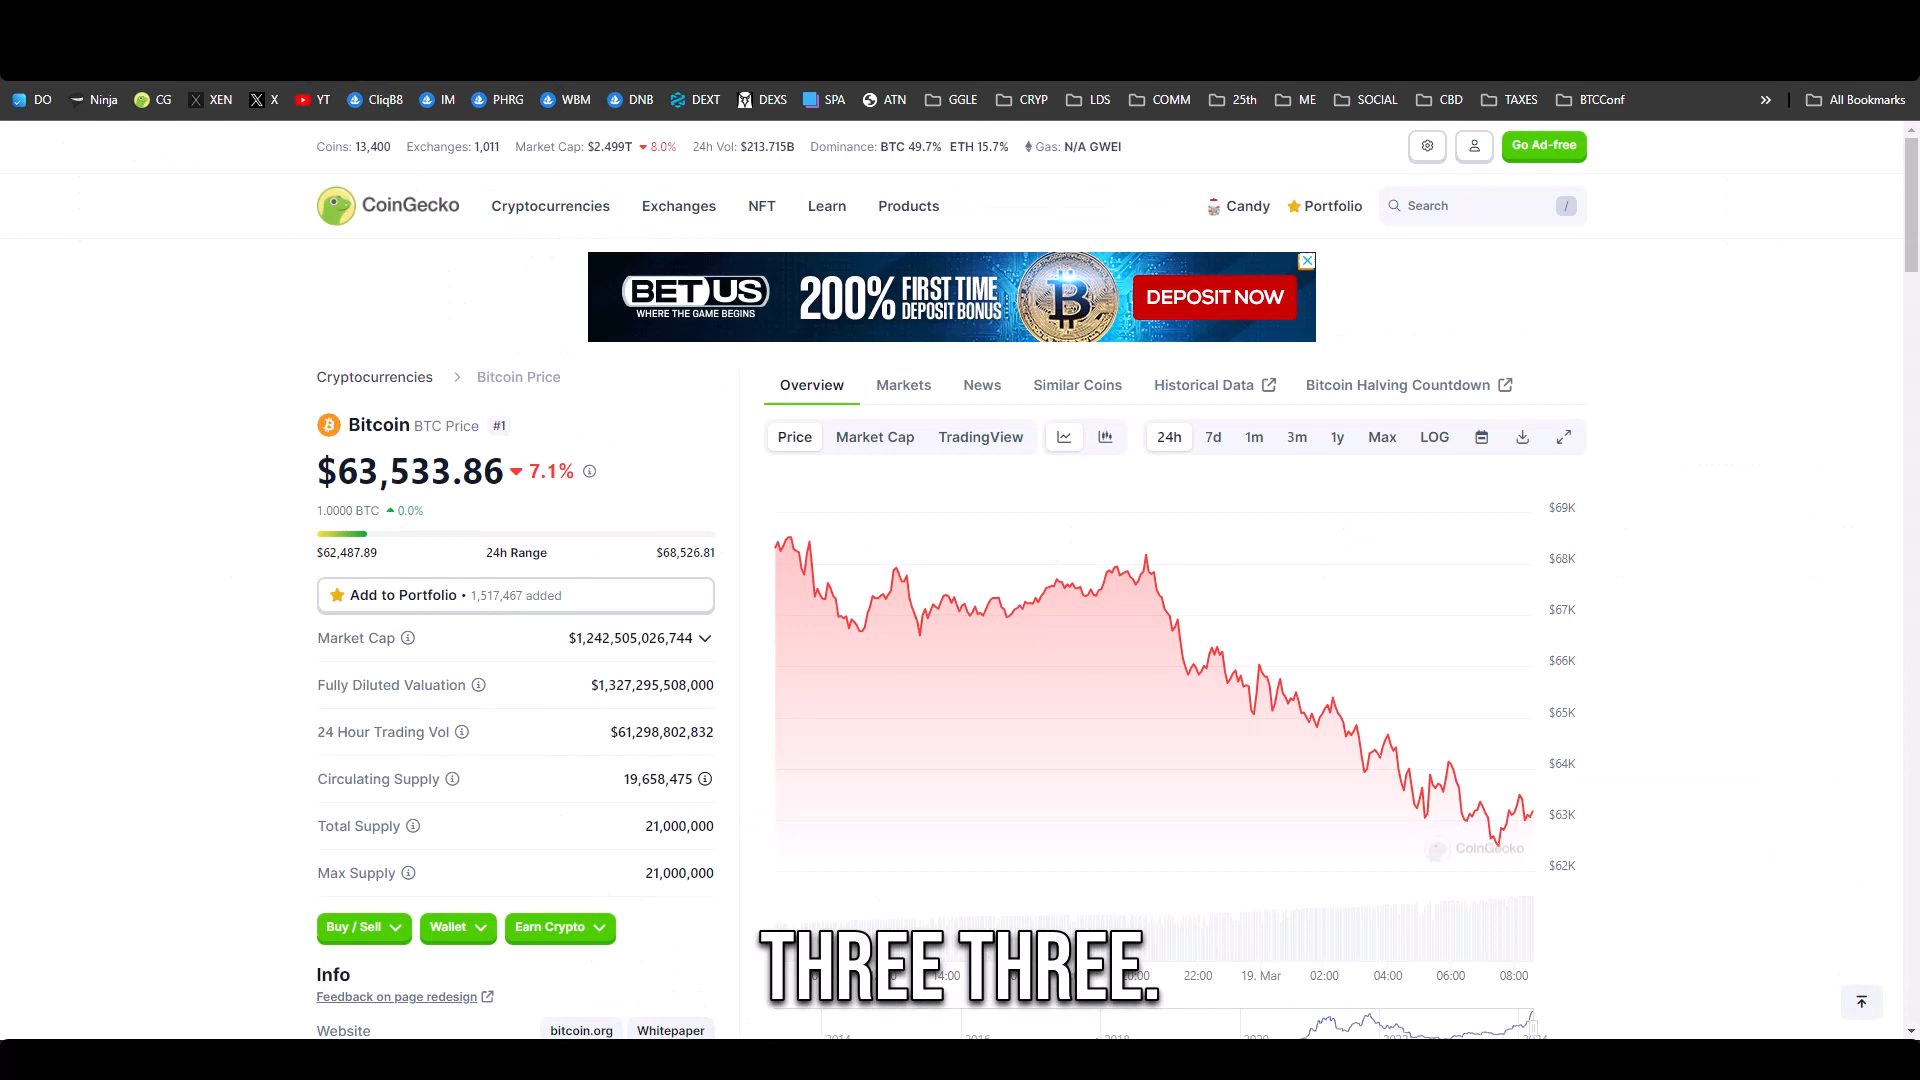 DO Ninja CG XEN X YT CliqB8 IM PHRG WBM DNB DEXT DEXS SPA ATN GGLE CRYP LDS COMM 25th ME SOCIAL CBD TAXES BTCConf » All Bookmarks
Coins: 13,400 Exchanges: 1,011 Market Cap: $2.499T 8.0% 24h Vol: $213.715B Dominance: BTC 49.7% ETH 15.7% Gas: N/A GWEI
Go Ad-free
CoinGecko Cryptocurrencies Exchanges NFT Learn Products Candy Portfolio Search /
BET US
WHERE THE GAME BEGINS
200% FIRST TIME
DEPOSIT BONUS
DEPOSIT NOW
Cryptocurrencies > Bitcoin Price
Bitcoin BTC Price #1
$63,533.86 7.1%
1.0000 BTC 0.0%
$62,487.89 24h Range $68,526.81
Add to Portfolio • 1,517,467 added
Market Cap $1,242,505,026,744
Fully Diluted Valuation $1,327,295,508,000
24 Hour Trading Vol $61,298,802,832
Circulating Supply 19,658,475
Total Supply 21,000,000
Max Supply 21,000,000
Buy / Sell Wallet Earn Crypto
Info
Feedback on page redesign
Website bitcoin.org Whitepaper
Overview Markets News Similar Coins Historical Data Bitcoin Halving Countdown
Price Market Cap TradingView 24h 7d 1m 3m 1y Max LOG
$69K
$68K
$67K
$66K
$65K
$64K
$63K
$62K
CoinGecko
14:00 22:00 19. Mar 02:00 04:00 06:00 08:00
THREE THREE.